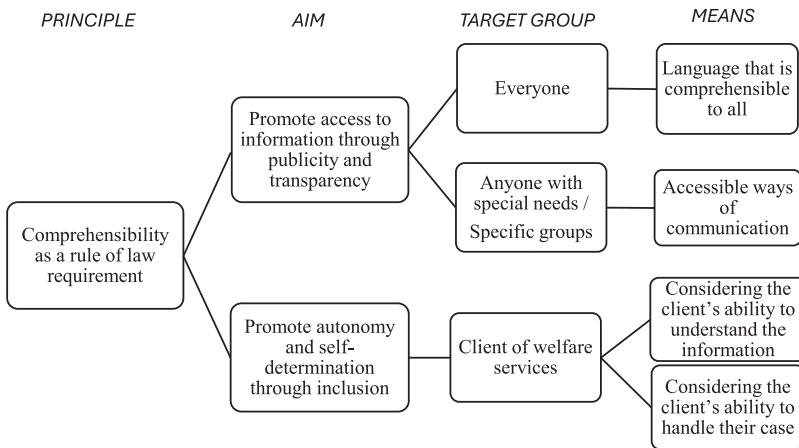 PRINCIPLE
AIM
TARGET GROUP
MEANS
Comprehensibility
as a rule of law
requirement
Promote access to
information through
publicity and
transparency
Everyone
Language that is
comprehensible
to all
Anyone with
special needs /
Specific groups
Accessible ways
of
communication
Promote autonomy
and self-
determination
through inclusion
Client of welfare
services
Considering the
client’s ability to
understand the
information
Considering the
client’s ability to
handle their case